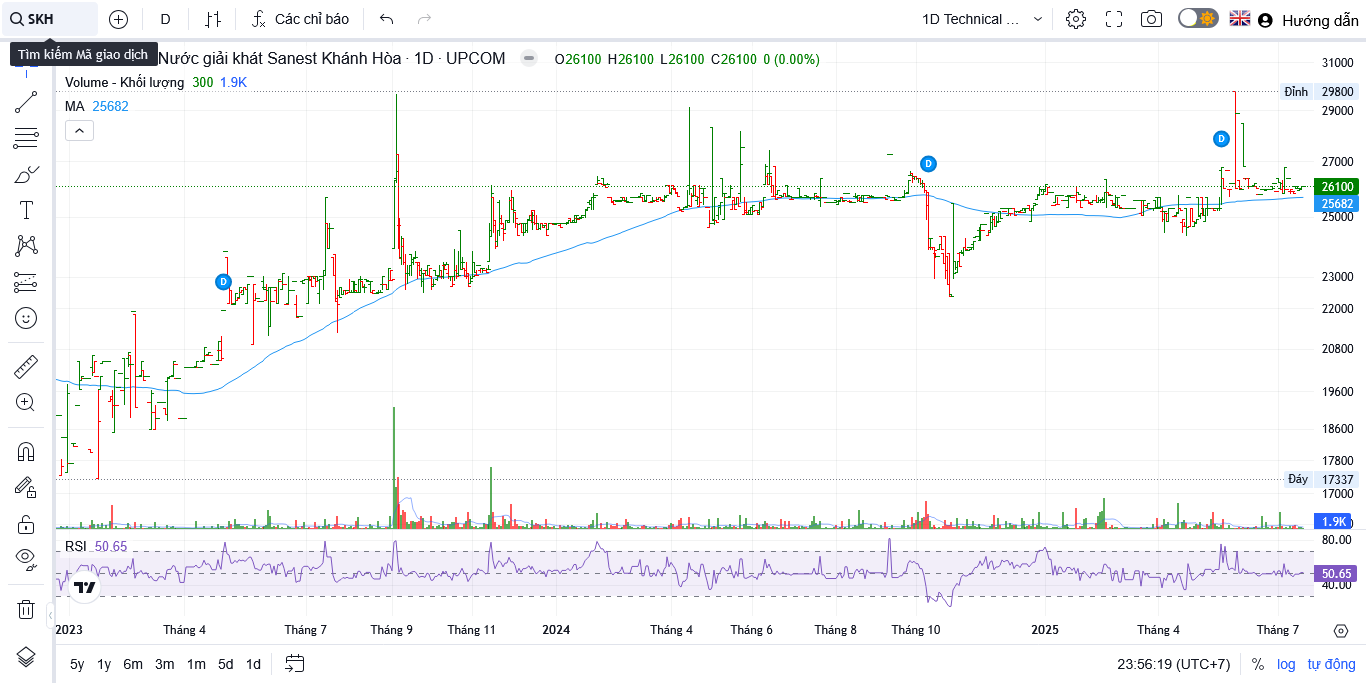 SKH
D
Các chỉ báo
1D Technical ...
Hướng dẫn
Tìm kiếm Mã giao dịch
Nước giải khát Sanest Khánh Hòa · 1D · UPCOM
O26100 H26100 L26100 C26100 0 (0.00%)
Volume - Khối lượng 300 1.9K
MA 25682
31000
Đỉnh 29800
29000
27000
26100
25682
25000
23000
22000
20800
19600
18600
17800
Đáy 17337
17000
1.9K
D
D
D
RSI 50.65
80.00
50.65
40.00
2023
Tháng 4
Tháng 7
Tháng 9
Tháng 11
2024
Tháng 4
Tháng 6
Tháng 8
Tháng 10
2025
Tháng 4
Tháng 7
5y 1y 6m 3m 1m 5d 1d
23:56:19 (UTC+7)
% log tự động